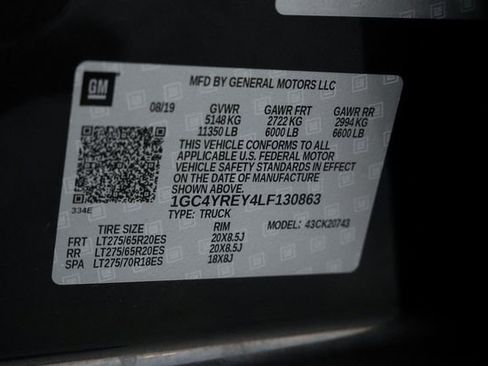 GM
MFD BY GENERAL MOTORS LLC
08/19 GVWR GAWR FRT GAWR RR
5148 KG 2722 KG 2994 KG
11350 LB 6000 LB 6600 LB
THIS VEHICLE CONFORMS TO ALL
APPLICABLE U.S. FEDERAL MOTOR
VEHICLE SAFETY STANDARDS IN EFFECT
ON THE DATE OF MANUFACTURE
SHOWN ABOVE.
334E 1GC4YREY4LF130863
TYPE: TRUCK MODEL: 43CK20743
TIRE SIZE RIM
FRT LT275/65R20ES 20X8.5J
RR LT275/65R20ES 20X8.5J
SPA LT275/70R18ES 18X8J